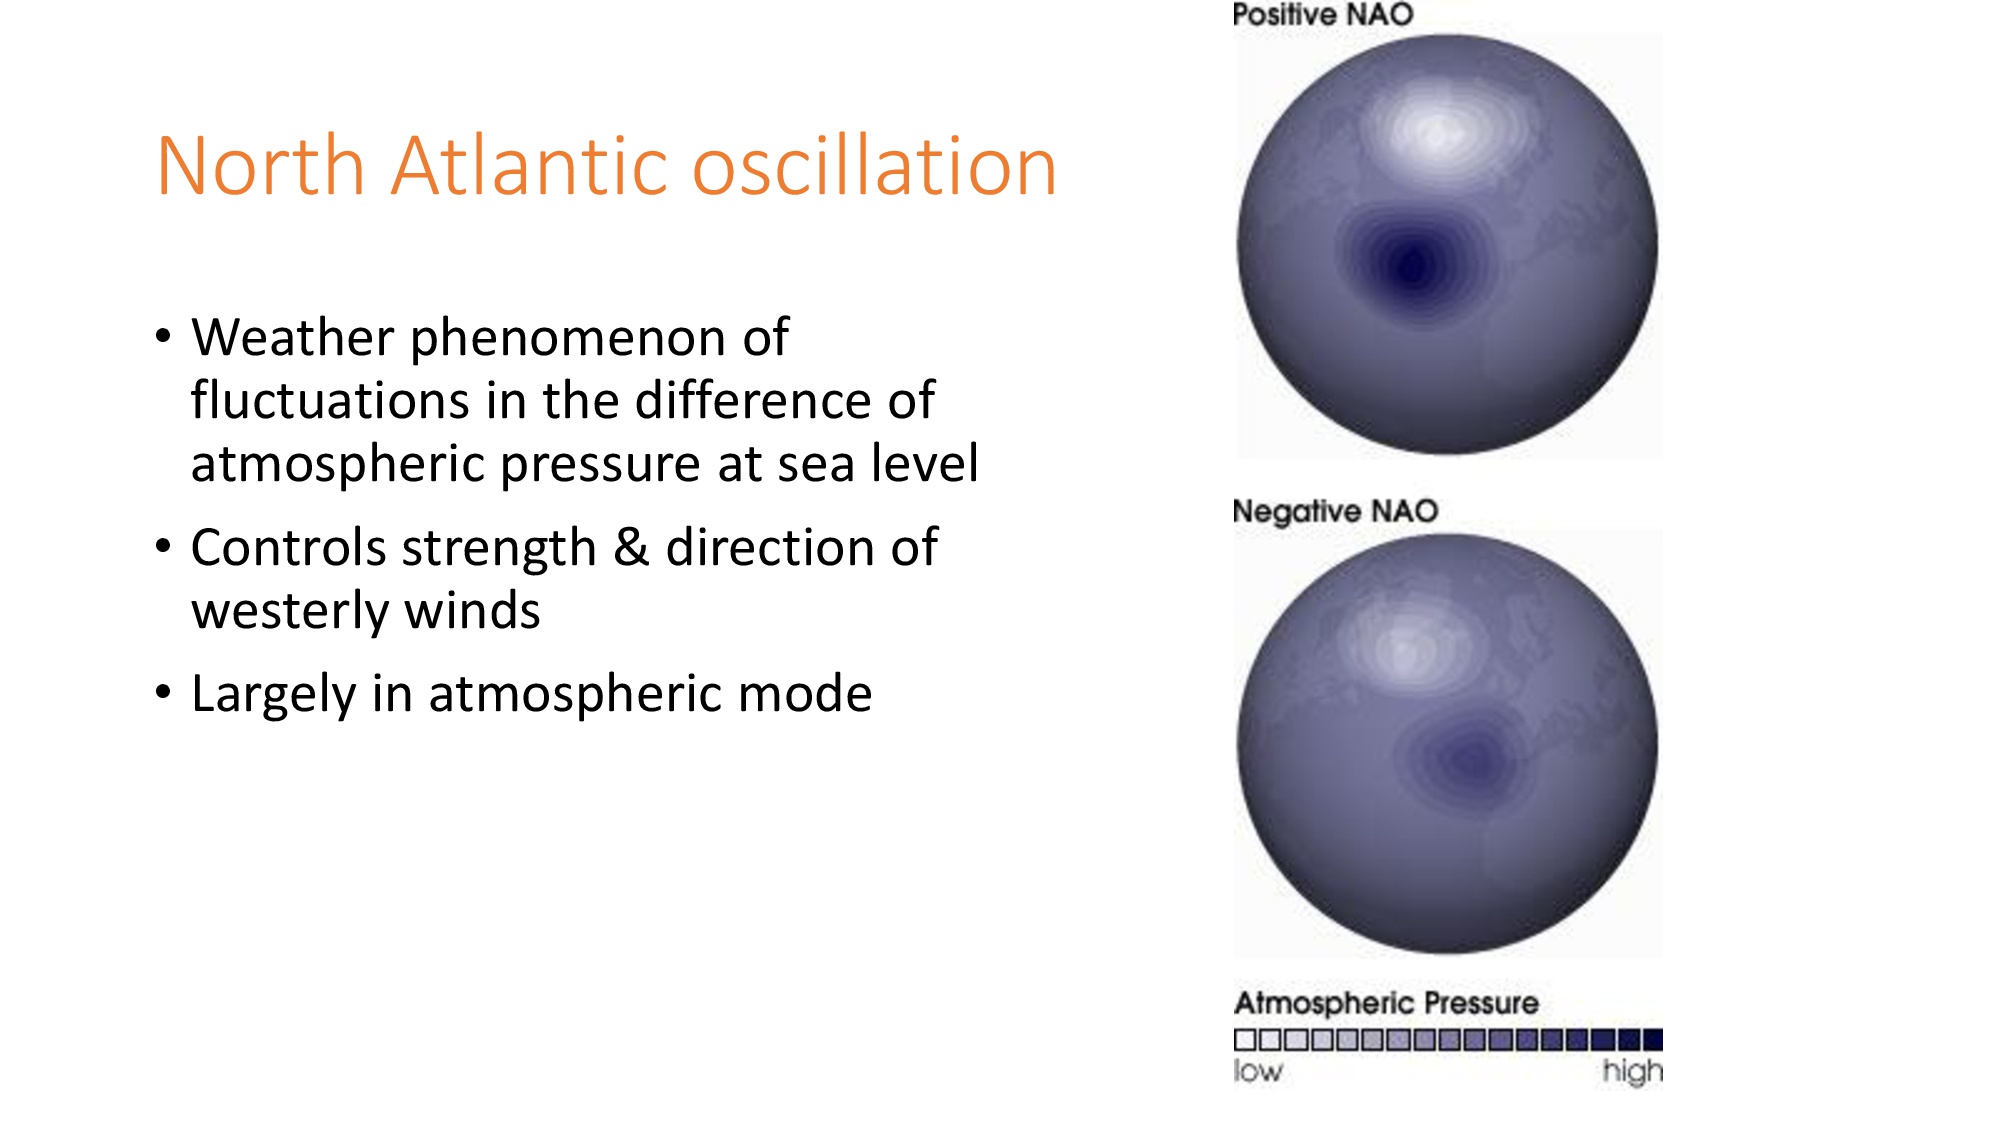 North Atlantic oscillation
• Weather phenomenon of
fluctuations in the difference of
atmospheric pressure at sea level
• Controls strength & direction of
westerly winds
• Largely in atmospheric mode
Positive NAO
Negative NAO
Atmospheric Pressure
low high